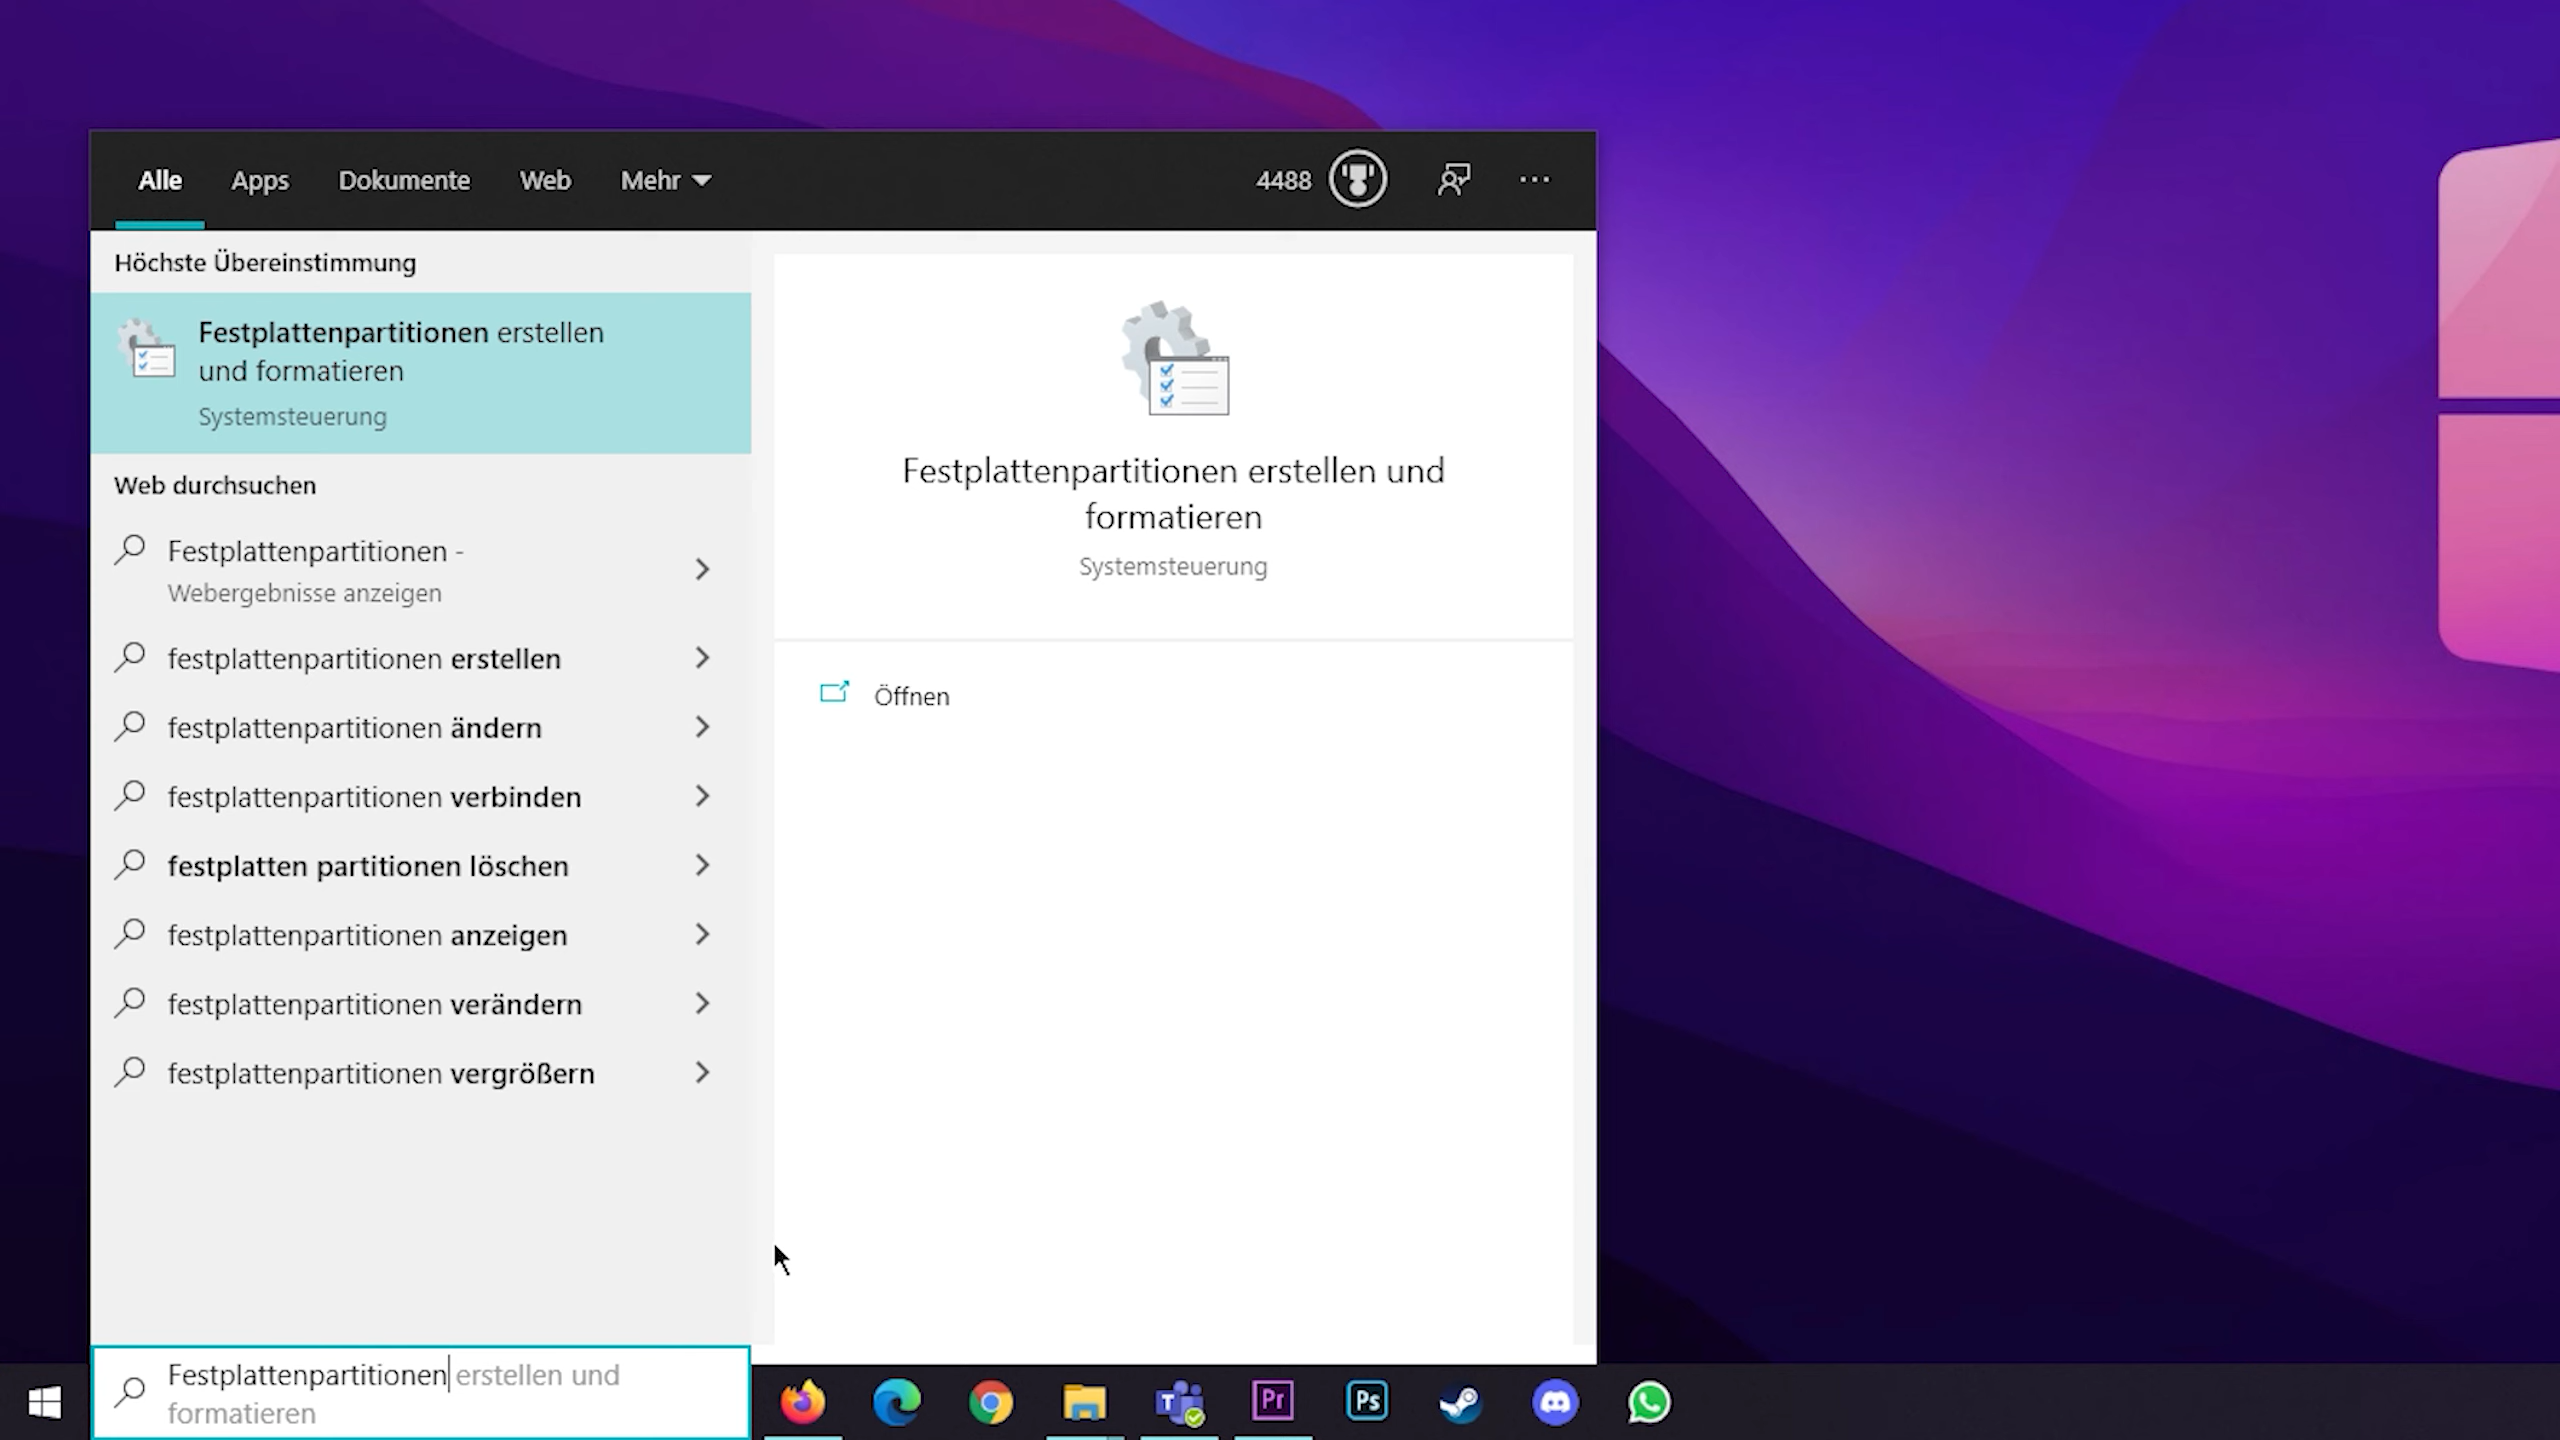 Alle Apps Dokumente Web Mehr 4488
Höchste Übereinstimmung
Festplattenpartitionen erstellen
und formatieren
Systemsteuerung
Web durchsuchen
Festplattenpartitionen -
Webergebnisse anzeigen
festplattenpartitionen erstellen
festplattenpartitionen ändern
festplattenpartitionen verbinden
festplatten partitionen löschen
festplattenpartitionen anzeigen
festplattenpartitionen verändern
festplattenpartitionen vergrößern
Festplattenpartitionen erstellen und
formatieren
Systemsteuerung
Öffnen
Festplattenpartitionen erstellen und
formatieren
T Pr Ps